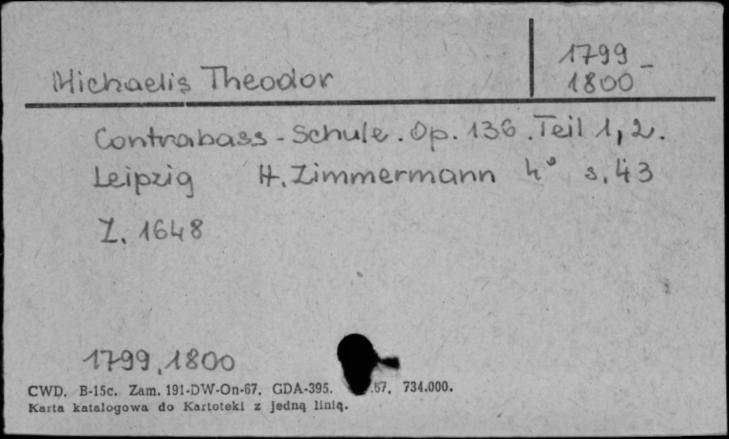 Michaelis Theodor
1799 -
1800
Contrabass - Schule. Op. 136. Teil 1, 2.
Leipzig H. Zimmermann 4° s. 43
Z. 1648
1799, 1800
CWD. B-15c. Zam. 191-DW-On-67. GDA-395. .67. 734.000.
Karta katalogowa do Kartoteki z jedną linią.